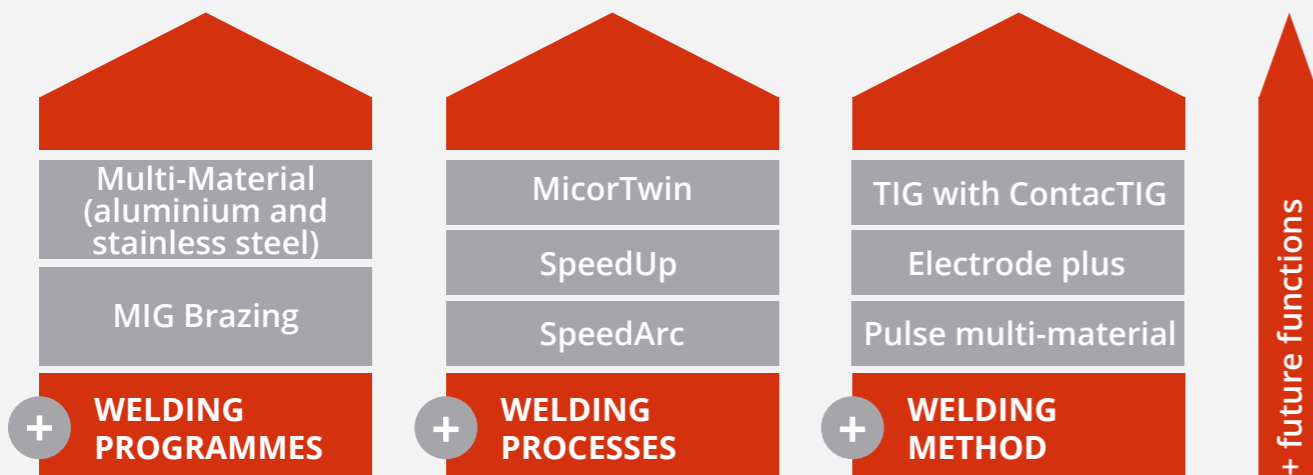 Multi-Material
(aluminium and
stainless steel)
MIG Brazing
+ WELDING
PROGRAMMES
MicorTwin
SpeedUp
SpeedArc
+ WELDING
PROCESSES
TIG with ContacTIG
Electrode plus
Pulse multi-material
+ WELDING
METHOD
+ future functions